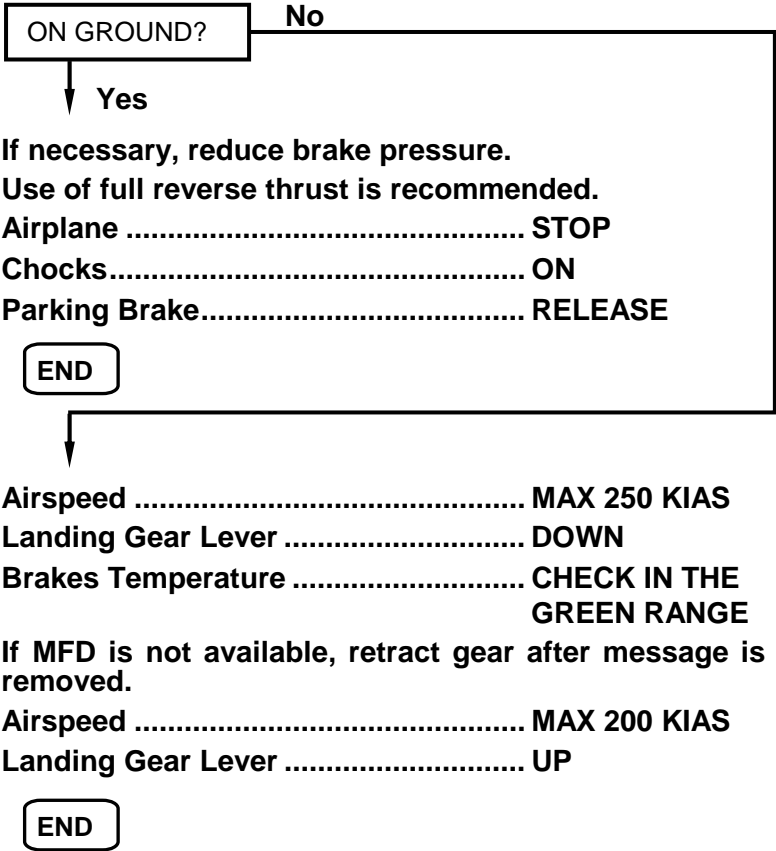 ON GROUND?
No
Yes
If necessary, reduce brake pressure.
Use of full reverse thrust is recommended.
Airplane ................................................ STOP
Chocks.................................................. ON
Parking Brake....................................... RELEASE
END
Airspeed ............................................... MAX 250 KIAS
Landing Gear Lever ............................. DOWN
Brakes Temperature ............................ CHECK IN THE
GREEN RANGE
If MFD is not available, retract gear after message is
removed.
Airspeed ............................................... MAX 200 KIAS
Landing Gear Lever ............................. UP
END